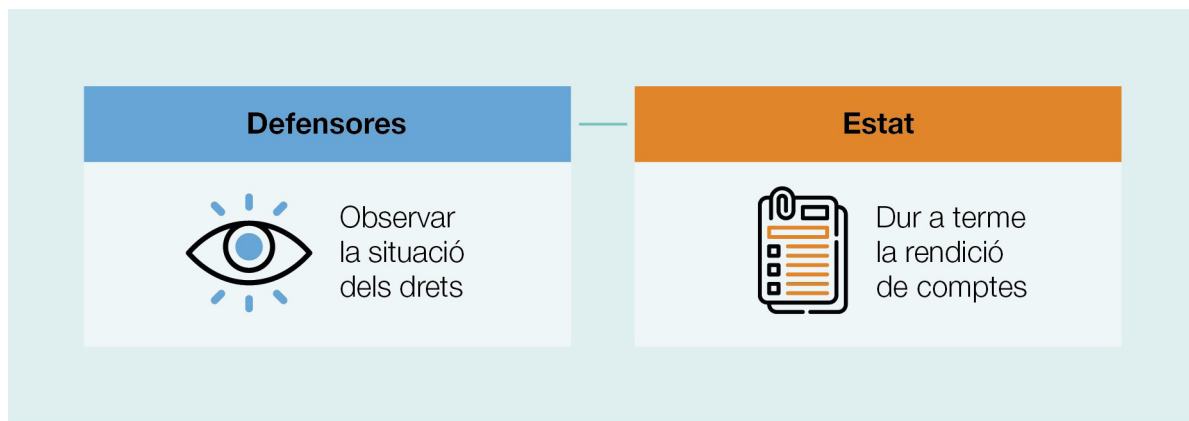 Defensores
Observar
la situació
dels drets
Estat
Dur a terme
la rendició
de comptes